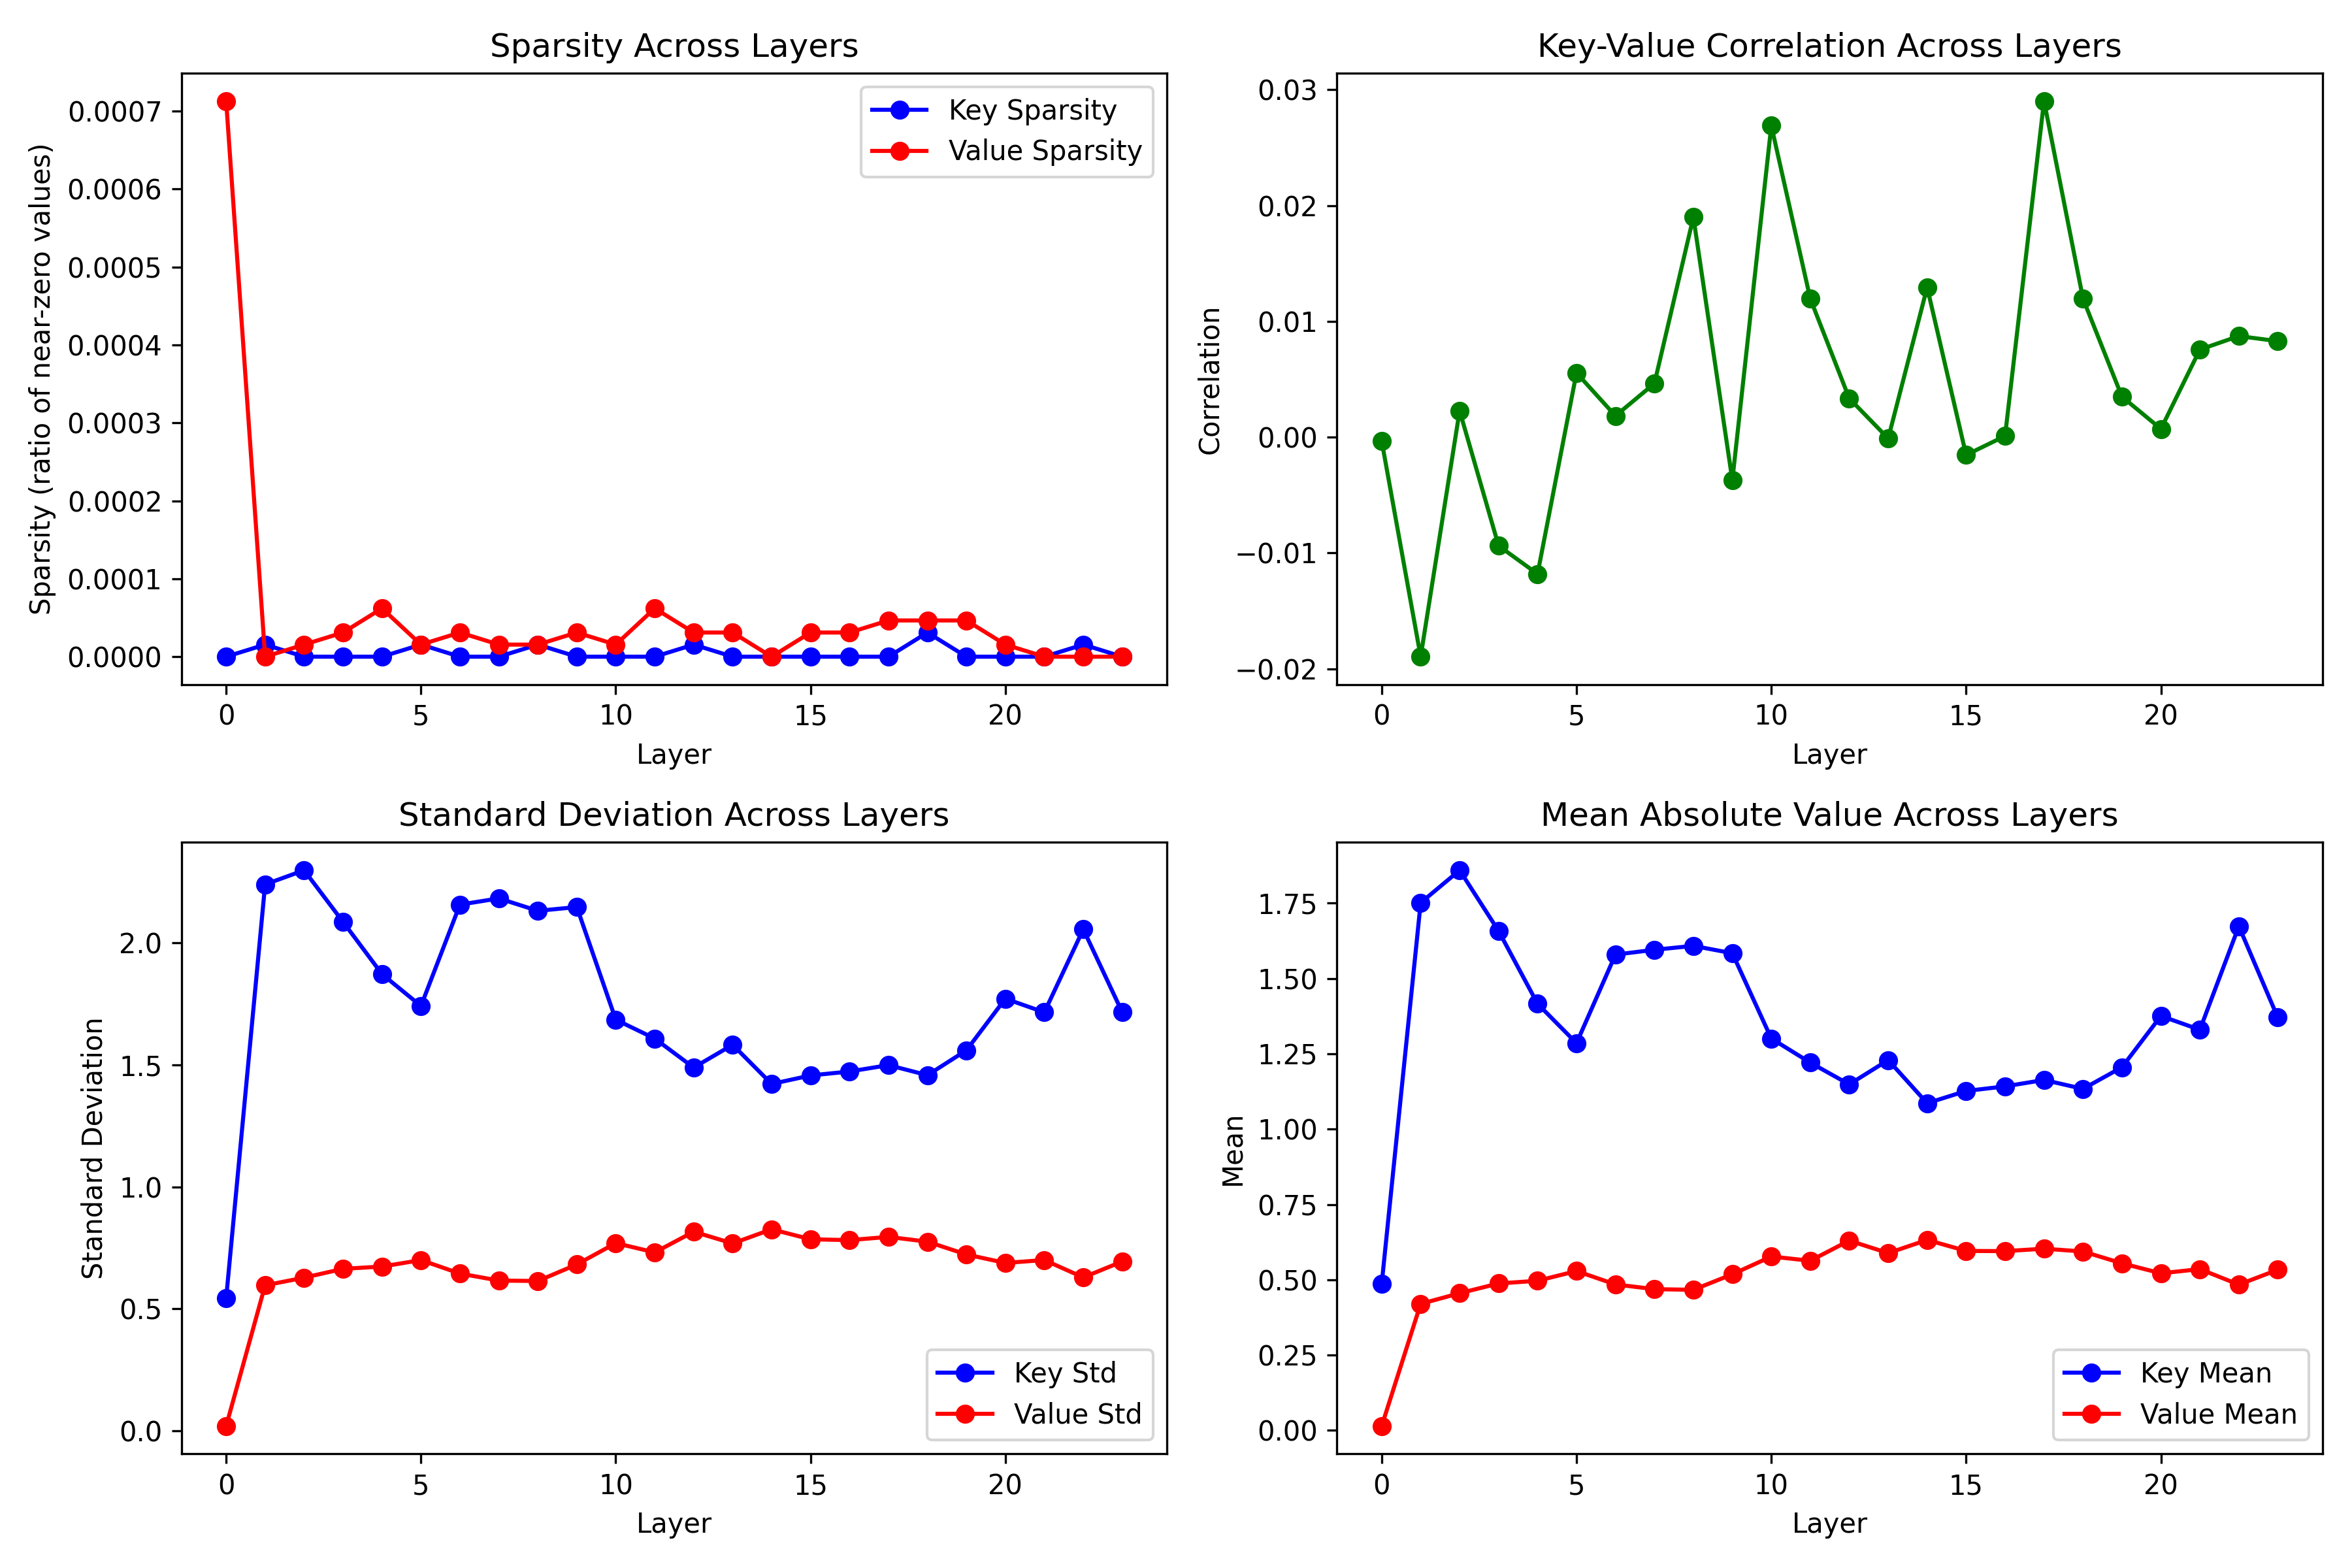 Sparsity Across Layers
Sparsity (ratio of near-zero values)
0.0007
0.0006
0.0005
0.0004
0.0003
0.0002
0.0001
0.0000
Key Sparsity
Value Sparsity
0 5 10 15 20
Layer
Key-Value Correlation Across Layers
Correlation
0.03
0.02
0.01
0.00
−0.01
−0.02
0 5 10 15 20
Layer
Standard Deviation Across Layers
Standard Deviation
2.0
1.5
1.0
0.5
0.0
Key Std
Value Std
0 5 10 15 20
Layer
Mean Absolute Value Across Layers
Mean
1.75
1.50
1.25
1.00
0.75
0.50
0.25
0.00
Key Mean
Value Mean
0 5 10 15 20
Layer